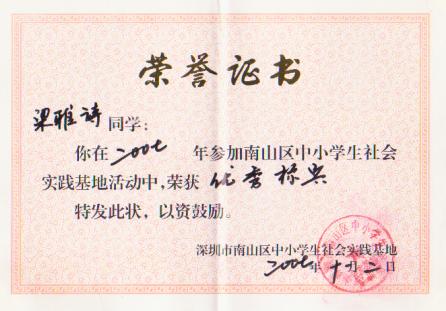 荣誉证书
梁雅诗同学:
你在 年参加南山区中小学生社会
实践基地活动中,荣获 优秀标兵
特发此状,以资鼓励。
深圳市南山区中小学生社会实践基地
年十月二日